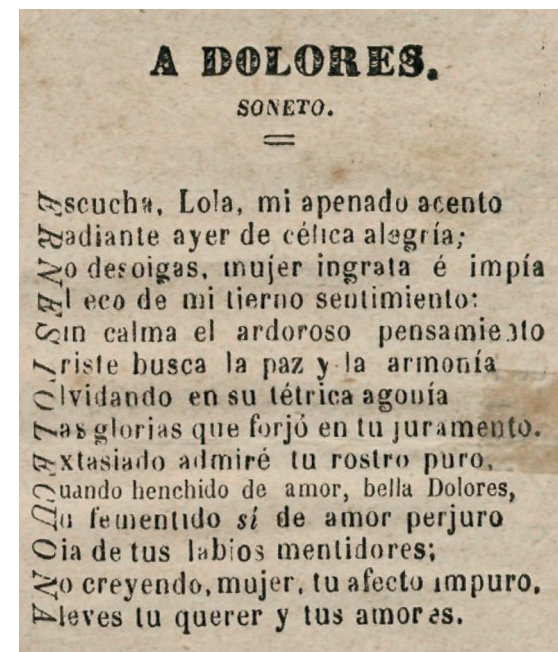 A DOLORES.
SONETO.
Escucha, Lola, mi apenado acento
Radiante ayer de célica alegría;
No desoigas, mujer ingrata é impía
El eco de mi tierno sentimiento:
Sin calma el ardoroso pensamiento
Triste busca la paz y la armonía
Olvidando en su tétrica agonía
Las glorias que forjó en tu juramento.
Extasiado admiré tu rostro puro,
Cuando henchido de amor, bella Dolores,
Un fementido sí de amor perjuro
Oia de tus labios mentidores;
No creyendo, mujer, tu afecto impuro,
Aleves tu querer y tus amores.